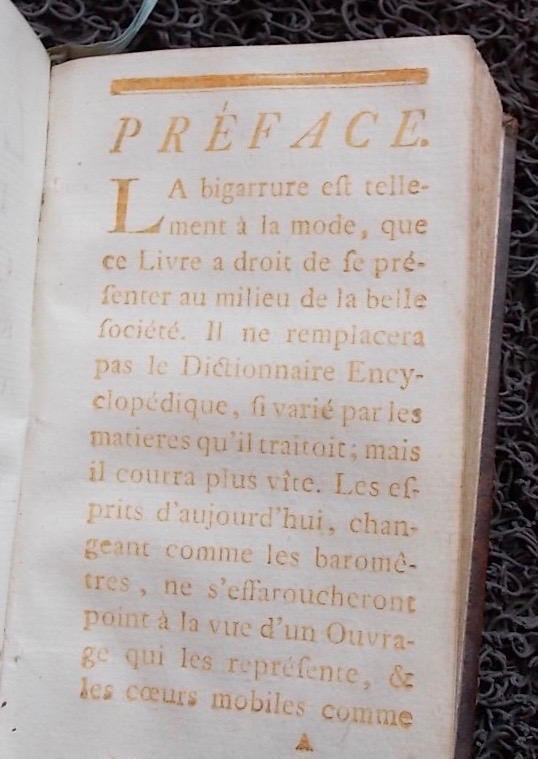 PRÉFACE.
LA bigarrure eſt telle-
ment à la mode, que
ce Livre a droit de ſe pré-
ſenter au milieu de la belle
ſociété. Il ne remplacera
pas le Dictionnaire Ency-
clopédique, ſi varié par les
matieres qu'il traitoit; mais
il courra plus vîte. Les eſ-
prits d'aujourd'hui, chan-
geant comme les baromê-
tres, ne s'effaroucheront
point à la vue d'un Ouvra-
ge qui les repréſente, &
les cœurs mobiles comme
A